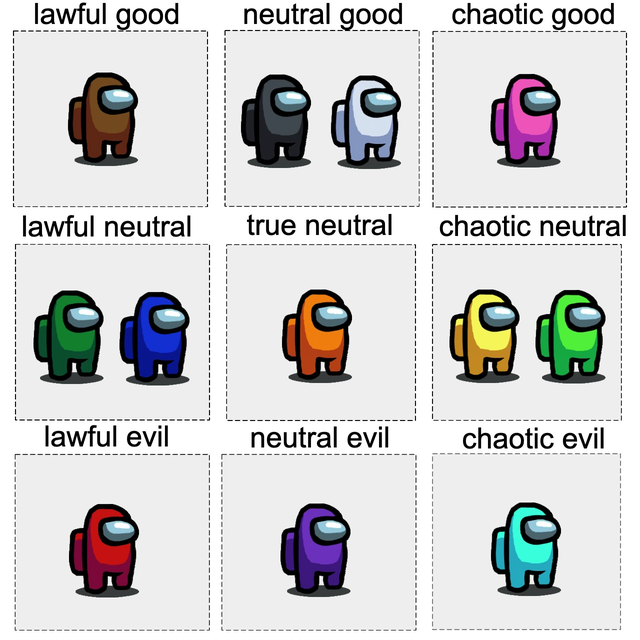 lawful good
neutral good
chaotic good
lawful neutral
true neutral
chaotic neutral
lawful evil
neutral evil
chaotic evil